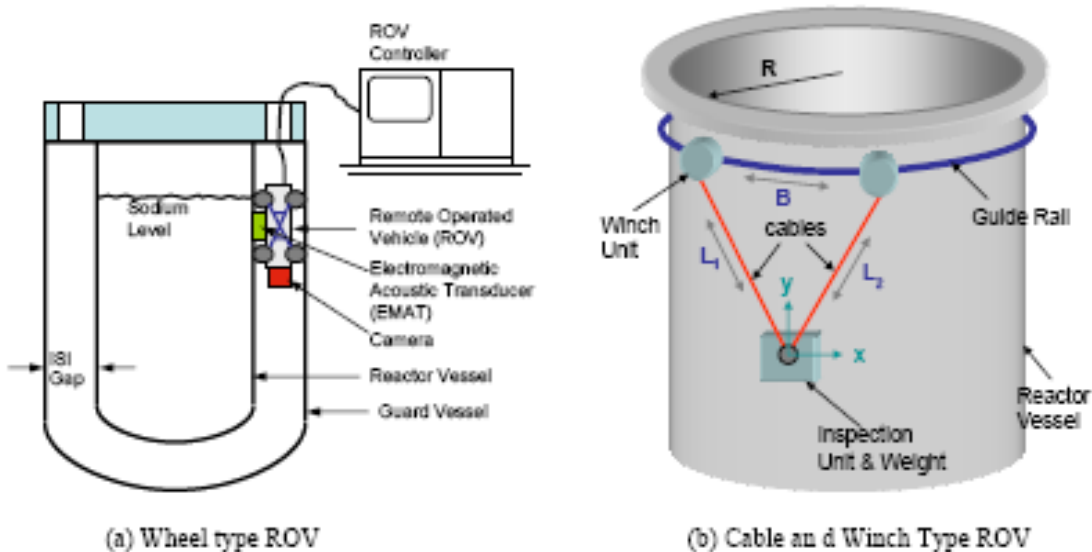 ROV
Controller
Sodium
Level
Remote Operated
Vehicle (ROV)
Electromagnetic
Acoustic Transducer
(EMAT)
Camera
ISI
Gap
Reactor Vessel
Guard Vessel
(a) Wheel type ROV
R
Winch
Unit
B
Guide Rail
cables
L1
L2
y
x
Reactor
Vessel
Inspection
Unit & Weight
(b) Cable an d Winch Type ROV